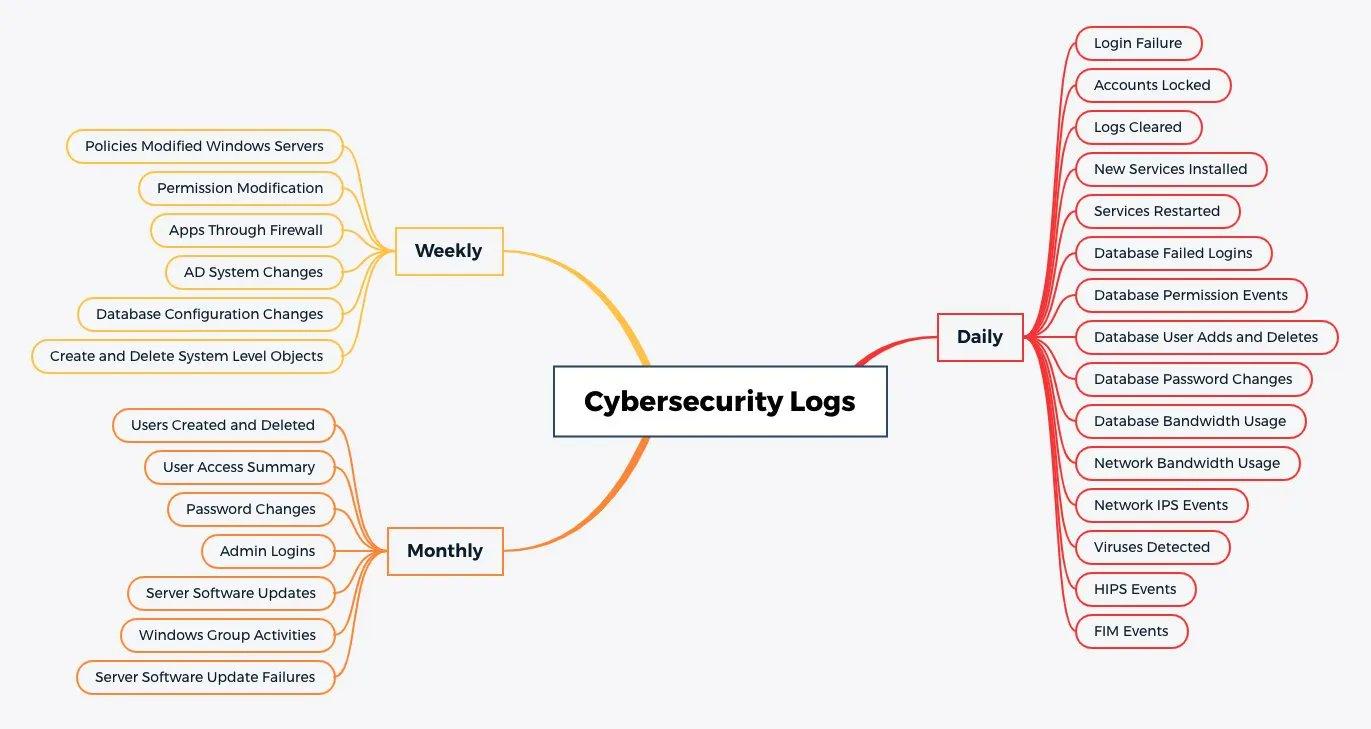 Cybersecurity Logs
Daily
Login Failure
Accounts Locked
Logs Cleared
New Services Installed
Services Restarted
Database Failed Logins
Database Permission Events
Database User Adds and Deletes
Database Password Changes
Database Bandwidth Usage
Network Bandwidth Usage
Network IPS Events
Viruses Detected
HIPS Events
FIM Events
Weekly
Policies Modified Windows Servers
Permission Modification
Apps Through Firewall
AD System Changes
Database Configuration Changes
Create and Delete System Level Objects
Monthly
Users Created and Deleted
User Access Summary
Password Changes
Admin Logins
Server Software Updates
Windows Group Activities
Server Software Update Failures